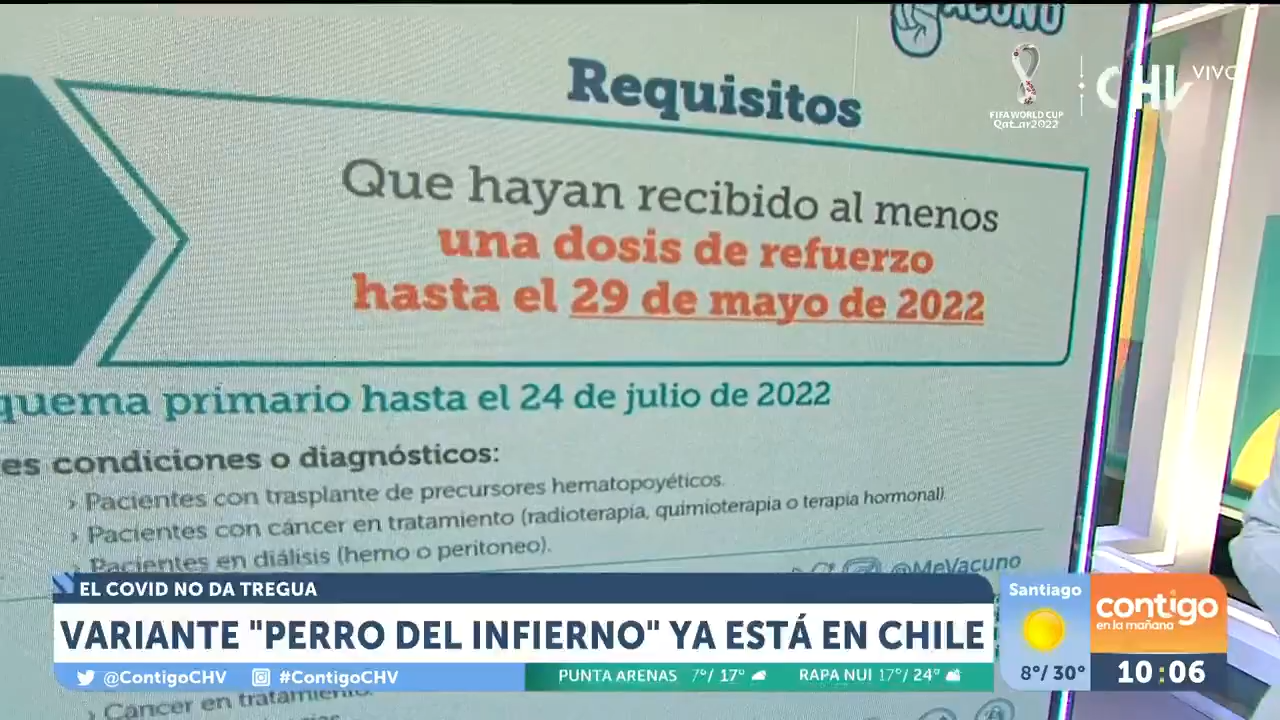 Requisitos
FIFA WORLD CUP
Qatar2022
CHV VIVO
Que hayan recibido al menos
una dosis de refuerzo
hasta el 29 de mayo de 2022
quema primario hasta el 24 de julio de 2022
es condiciones o diagnósticos:
› Pacientes con trasplante de precursores hematopoyéticos.
› Pacientes con cáncer en tratamiento (radioterapia, quimioterapia o terapia hormonal).
› Pacientes en diálisis (hemo o peritoneo).
@MeVacuno
EL COVID NO DA TREGUA
VARIANTE "PERRO DEL INFIERNO" YA ESTÁ EN CHILE
@ContigoCHV #ContigoCHV
PUNTA ARENAS 7°/ 17° RAPA NUI 17°/ 24°
Santiago
8°/ 30°
contigo
en la mañana
10:06
› Cáncer en tratamiento.